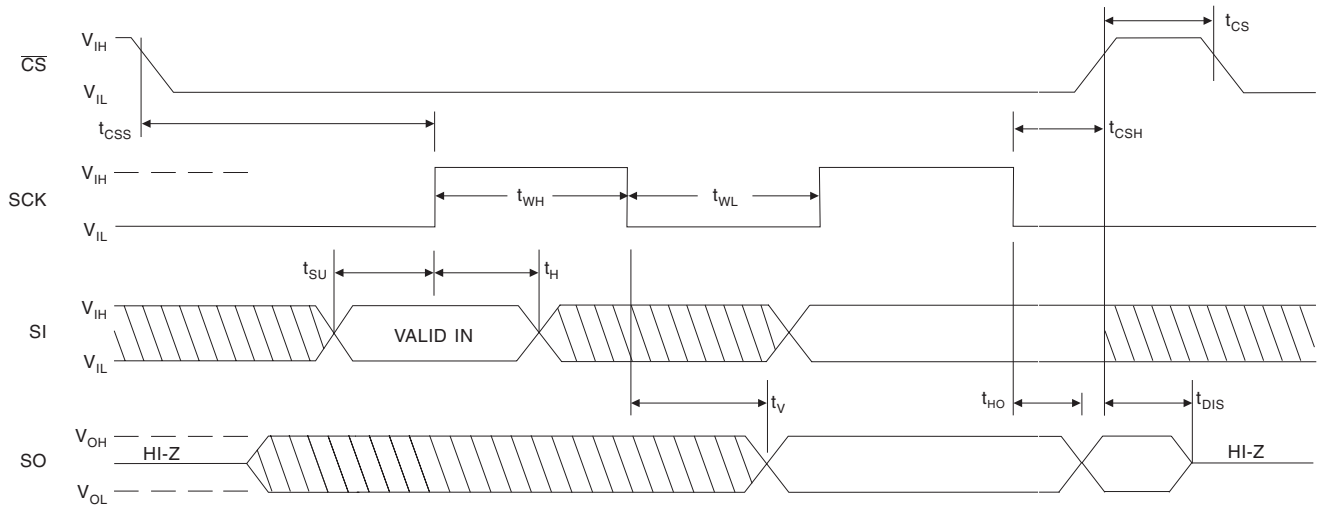 t_CS
V_IH
C̅S̅
V_IL
t_CSS
t_CSH
V_IH
SCK
t_WH
t_WL
V_IL
t_SU
t_H
V_IH
SI
VALID IN
V_IL
t_V
t_HO
t_DIS
V_OH
SO
HI-Z
HI-Z
V_OL